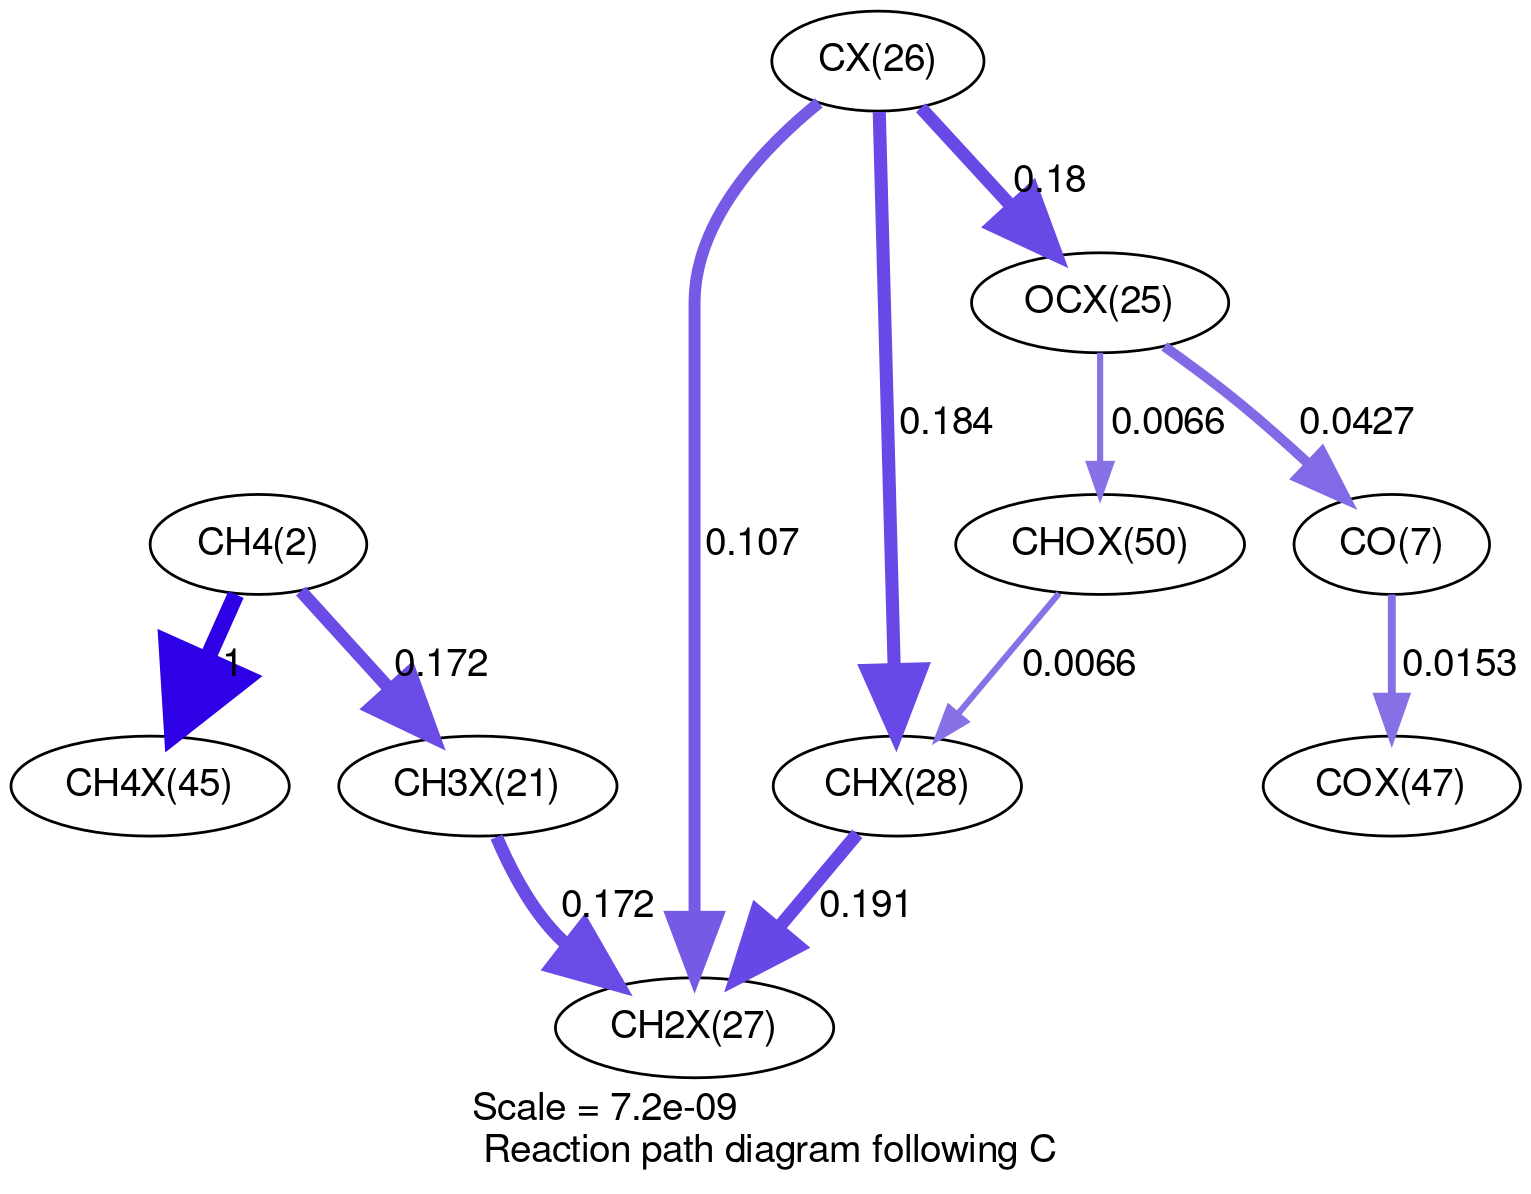 CX(26)
0.18
OCX(25)
0.184
0.0066
0.0427
CH4(2)
0.107
CHOX(50)
CO(7)
1
0.172
0.0066
0.0153
CH4X(45)
CH3X(21)
CHX(28)
COX(47)
0.172
0.191
CH2X(27)
Scale = 7.2e-09
Reaction path diagram following C